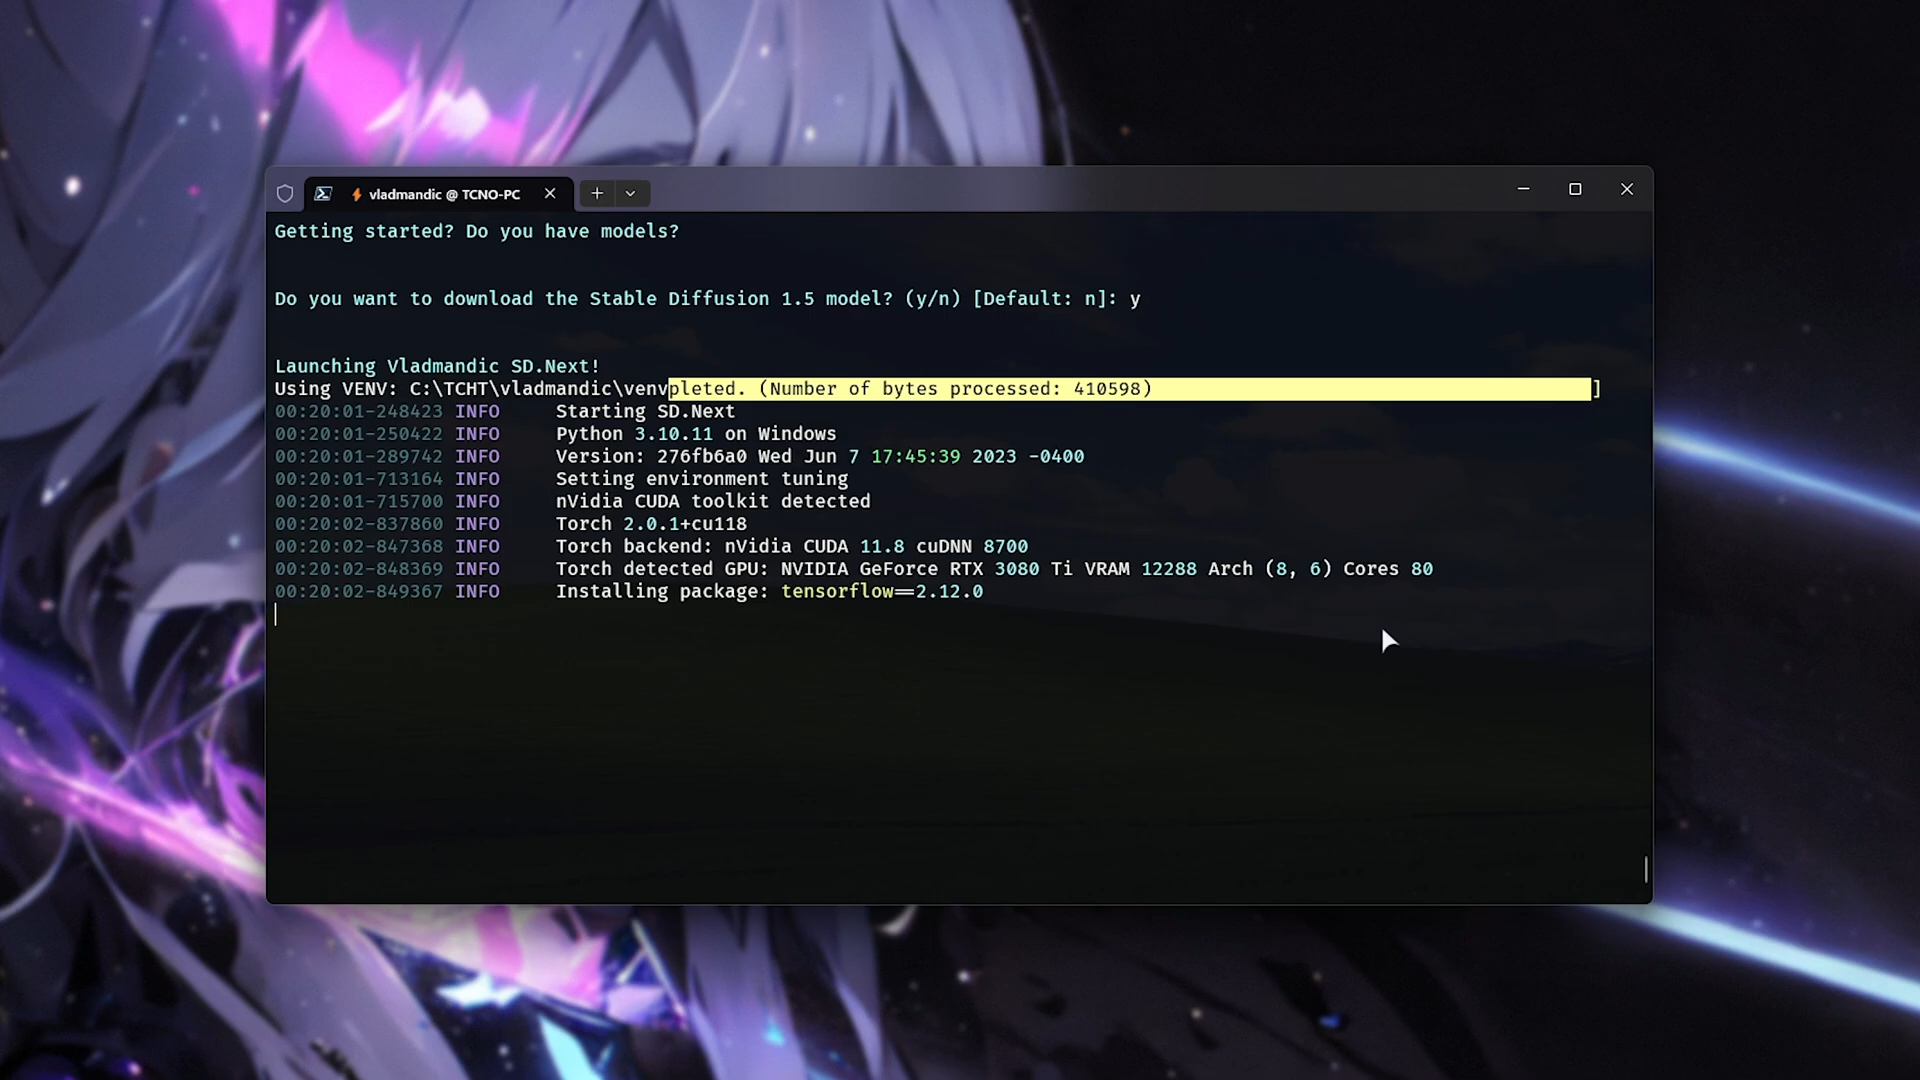 vladmandic @ TCNO-PC
Getting started? Do you have models?
Do you want to download the Stable Diffusion 1.5 model? (y/n) [Default: n]: y
Launching Vladmandic SD.Next!
Using VENV: C:\TCHT\vladmandic\venvpleted. (Number of bytes processed: 410598) ]
00:20:01-248423 INFO Starting SD.Next
00:20:01-250422 INFO Python 3.10.11 on Windows
00:20:01-289742 INFO Version: 276fb6a0 Wed Jun 7 17:45:39 2023 -0400
00:20:01-713164 INFO Setting environment tuning
00:20:01-715700 INFO nVidia CUDA toolkit detected
00:20:02-837860 INFO Torch 2.0.1+cu118
00:20:02-847368 INFO Torch backend: nVidia CUDA 11.8 cuDNN 8700
00:20:02-848369 INFO Torch detected GPU: NVIDIA GeForce RTX 3080 Ti VRAM 12288 Arch (8, 6) Cores 80
00:20:02-849367 INFO Installing package: tensorflow==2.12.0